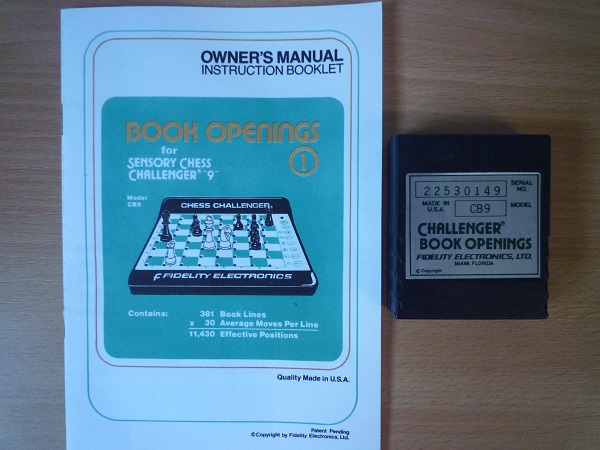 OWNER'S MANUAL
INSTRUCTION BOOKLET
BOOK OPENINGS
for
SENSORY CHESS
CHALLENGER® "9"™
1
Model
CB9
CHESS CHALLENGER®
FIDELITY ELECTRONICS
Contains: 381 Book Lines
x 30 Average Moves Per Line
11,430 Effective Positions
Quality Made in U.S.A.
Patent Pending
©Copyright by Fidelity Electronics, Ltd.
22530149 SERIAL NO.
MADE IN U.S.A. CB9 MODEL
CHALLENGER®
BOOK OPENINGS
FIDELITY ELECTRONICS, LTD.
MIAMI, FLORIDA
© Copyright